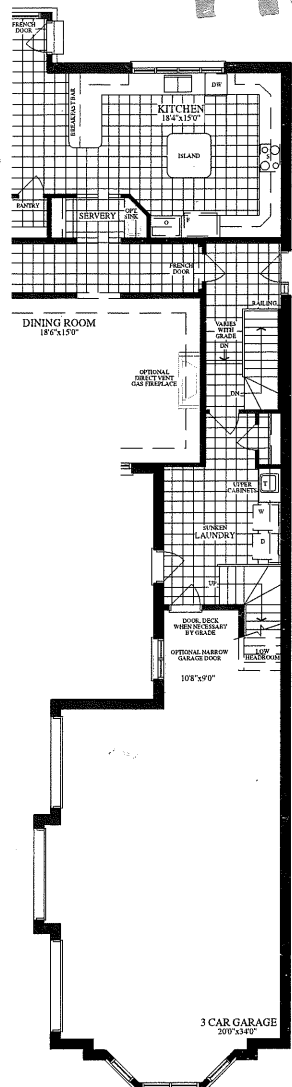 FRENCH
DOOR
BREAKFAST BAR
DW
KITCHEN
18'4"x15'0"
ISLAND
S
PANTRY
SERVERY
OPT.
SINK
O
F
FRENCH
DOOR
RAILING
DINING ROOM
18'6"x15'0"
VARIES
WITH
GRADE
DN
OPTIONAL
DIRECT VENT
GAS FIREPLACE
DN
UPPER
CABINETS
T
W
SUNKEN
LAUNDRY
D
UP
DOOR, DECK
WHEN NECESSARY
BY GRADE
OPTIONAL NARROW
GARAGE DOOR
LOW
HEADROOM
10'8"x9'0"
3 CAR GARAGE
20'0"x34'0"